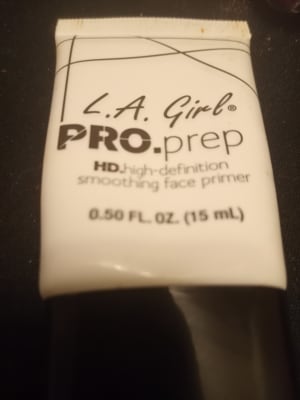 L.A. Girl®
PRO.prep
HD.high-definition
smoothing face primer
0.50 FL. OZ. (15 mL)